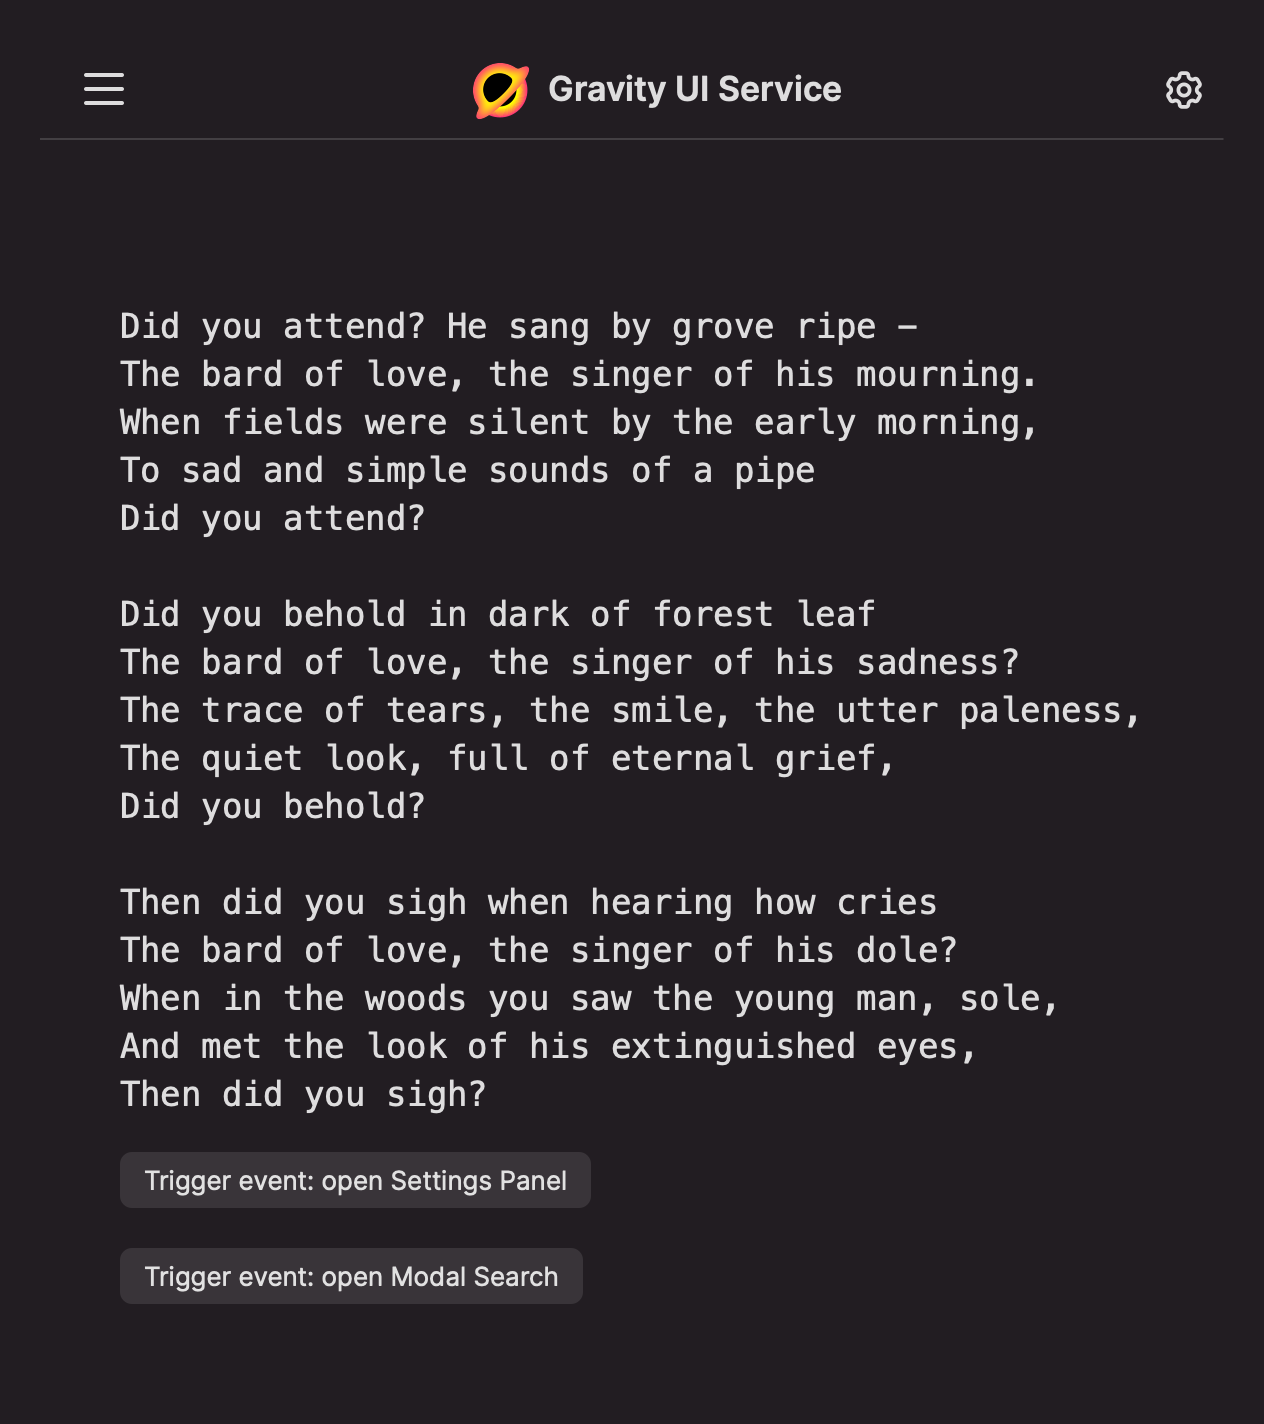 Gravity UI Service
Did you attend? He sang by grove ripe –
The bard of love, the singer of his mourning.
When fields were silent by the early morning,
To sad and simple sounds of a pipe
Did you attend?
Did you behold in dark of forest leaf
The bard of love, the singer of his sadness?
The trace of tears, the smile, the utter paleness,
The quiet look, full of eternal grief,
Did you behold?
Then did you sigh when hearing how cries
The bard of love, the singer of his dole?
When in the woods you saw the young man, sole,
And met the look of his extinguished eyes,
Then did you sigh?
Trigger event: open Settings Panel
Trigger event: open Modal Search